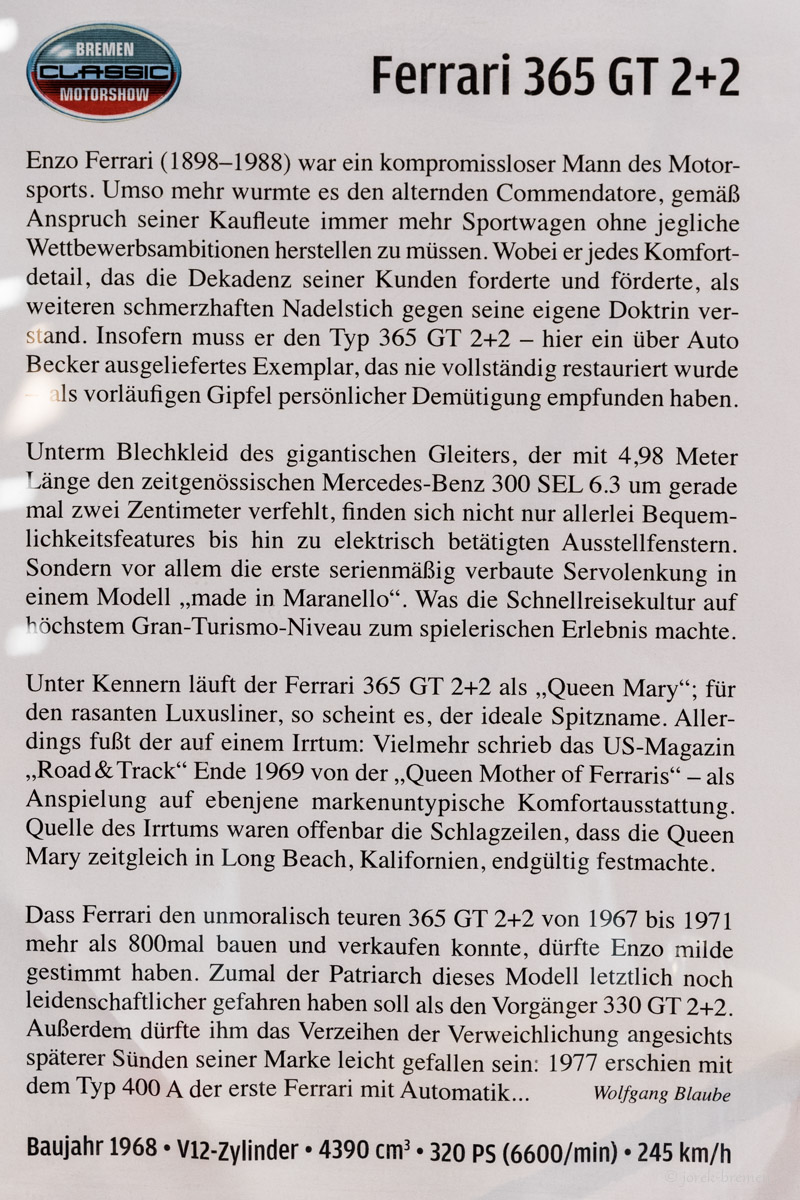 BREMEN
CLASSIC
MOTORSHOW
Ferrari 365 GT 2+2
Enzo Ferrari (1898–1988) war ein kompromissloser Mann des Motor-
sports. Umso mehr wurmte es den alternden Commendatore, gemäß
Anspruch seiner Kaufleute immer mehr Sportwagen ohne jegliche
Wettbewerbsambitionen herstellen zu müssen. Wobei er jedes Komfort-
detail, das die Dekadenz seiner Kunden forderte und förderte, als
weiteren schmerzhaften Nadelstich gegen seine eigene Doktrin ver-
stand. Insofern muss er den Typ 365 GT 2+2 – hier ein über Auto
Becker ausgeliefertes Exemplar, das nie vollständig restauriert wurde
– als vorläufigen Gipfel persönlicher Demütigung empfunden haben.
Unterm Blechkleid des gigantischen Gleiters, der mit 4,98 Meter
Länge den zeitgenössischen Mercedes-Benz 300 SEL 6.3 um gerade
mal zwei Zentimeter verfehlt, finden sich nicht nur allerlei Bequem-
lichkeitsfeatures bis hin zu elektrisch betätigten Ausstellfenstern.
Sondern vor allem die erste serienmäßig verbaute Servolenkung in
einem Modell „made in Maranello“. Was die Schnellreisekultur auf
höchstem Gran-Turismo-Niveau zum spielerischen Erlebnis machte.
Unter Kennern läuft der Ferrari 365 GT 2+2 als „Queen Mary“; für
den rasanten Luxusliner, so scheint es, der ideale Spitzname. Aller-
dings fußt der auf einem Irrtum: Vielmehr schrieb das US-Magazin
„Road & Track“ Ende 1969 von der „Queen Mother of Ferraris“ – als
Anspielung auf ebenjene markenuntypische Komfortausstattung.
Quelle des Irrtums waren offenbar die Schlagzeilen, dass die Queen
Mary zeitgleich in Long Beach, Kalifornien, endgültig festmachte.
Dass Ferrari den unmoralisch teuren 365 GT 2+2 von 1967 bis 1971
mehr als 800mal bauen und verkaufen konnte, dürfte Enzo milde
gestimmt haben. Zumal der Patriarch dieses Modell letztlich noch
leidenschaftlicher gefahren haben soll als den Vorgänger 330 GT 2+2.
Außerdem dürfte ihm das Verzeihen der Verweichlichung angesichts
späterer Sünden seiner Marke leicht gefallen sein: 1977 erschien mit
dem Typ 400 A der erste Ferrari mit Automatik... Wolfgang Blaube
Baujahr 1968 • V12-Zylinder • 4390 cm³ • 320 PS (6600/min) • 245 km/h